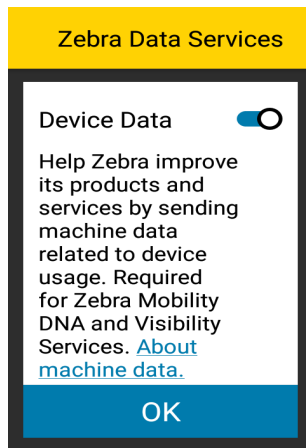 Zebra Data Services
Device Data
Help Zebra improve
its products and
services by sending
machine data
related to device
usage. Required
for Zebra Mobility
DNA and Visibility
Services. About
machine data.
OK